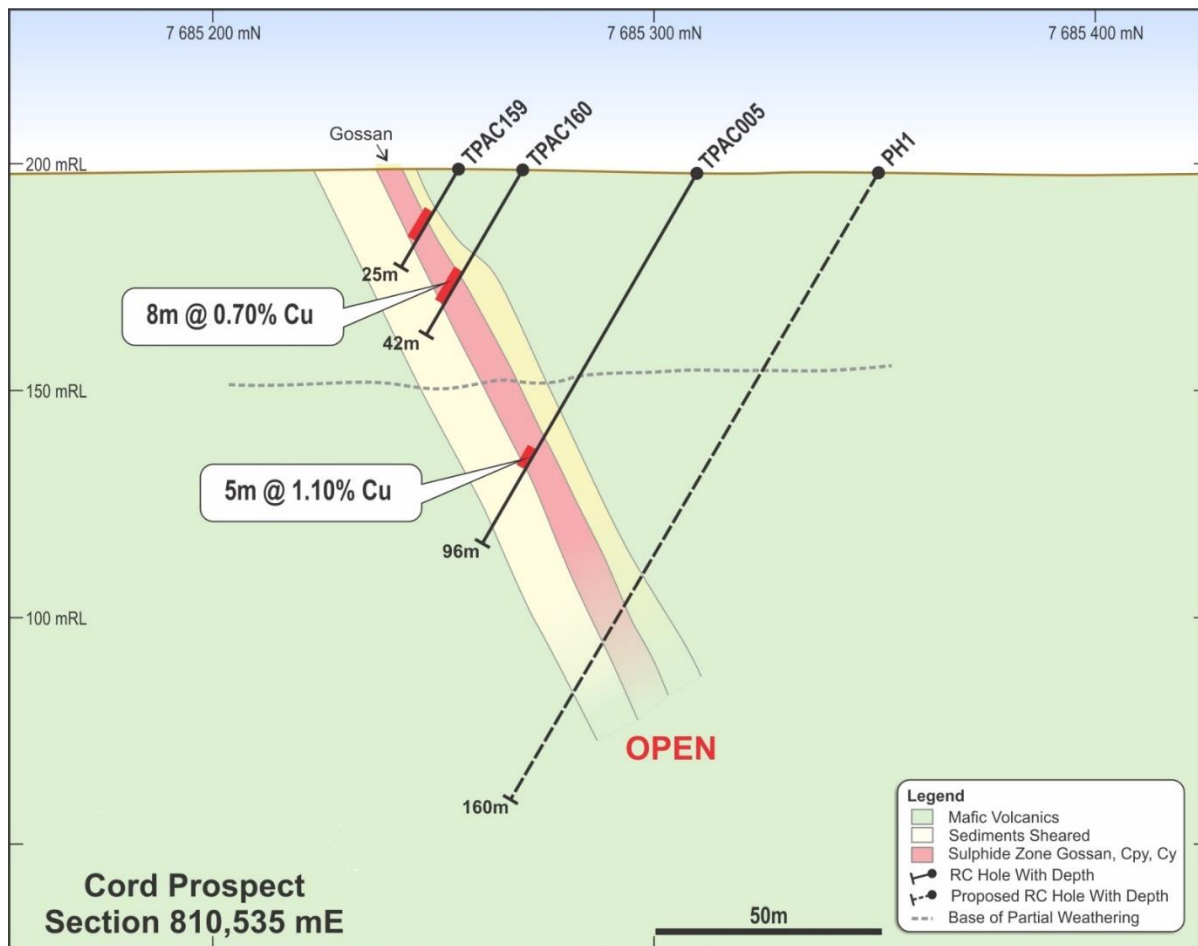 7 685 200 mN
7 685 300 mN
7 685 400 mN
Gossan
TPAC159
TPAC160
TPAC005
PH1
200 mRL
25m
8m @ 0.70% Cu
42m
150 mRL
5m @ 1.10% Cu
96m
100 mRL
OPEN
160m
Legend
Mafic Volcanics
Sediments Sheared
Sulphide Zone Gossan, Cpy, Cy
RC Hole With Depth
Proposed RC Hole With Depth
Base of Partial Weathering
Cord Prospect
Section 810,535 mE
50m